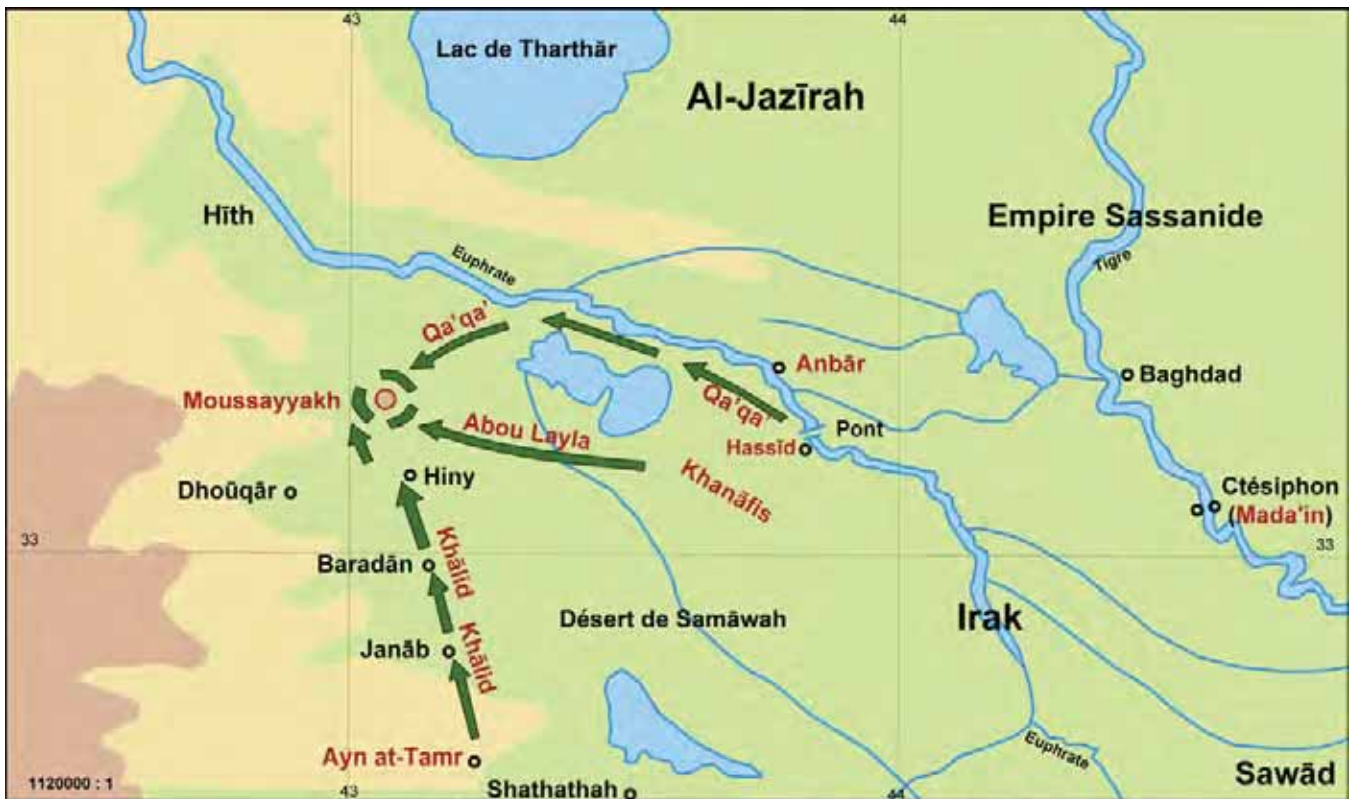 43
44
Lac de Tharthār
Al-Jazīrah
Hīth
Empire Sassanide
Euphrate
Tigre
Qa'qa'
Anbār
Baghdad
Moussayyakh
Qa'qa'
Abou Layla
Pont
Hassīd
Hiny
Khanāfis
Dhoūqâr
Ctésiphon
(Mada'in)
33
33
Khālid
Baradān
Désert de Samāwah
Irak
Janāb
Khālid
Ayn at-Tamr
Euphrate
Sawād
1120000 : 1
43
Shathathah
44